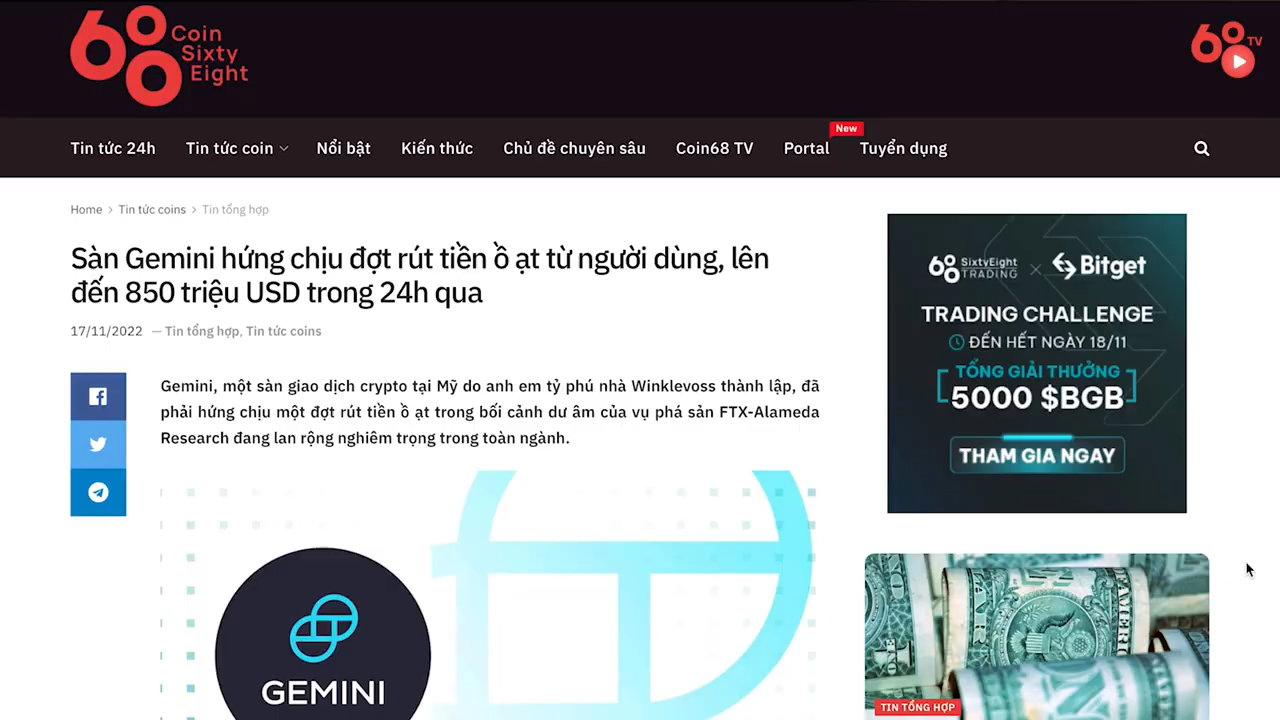 Coin
Sixty
Eight
68 TV
Tin tức 24h Tin tức coin Nổi bật Kiến thức Chủ đề chuyên sâu Coin68 TV Portal New Tuyển dụng
Home > Tin tức coins > Tin tổng hợp
Sàn Gemini hứng chịu đợt rút tiền ồ ạt từ người dùng, lên
đến 850 triệu USD trong 24h qua
17/11/2022 — Tin tổng hợp, Tin tức coins
Gemini, một sàn giao dịch crypto tại Mỹ do anh em tỷ phú nhà Winklevoss thành lập, đã
phải hứng chịu một đợt rút tiền ồ ạt trong bối cảnh dư âm của vụ phá sản FTX-Alameda
Research đang lan rộng nghiêm trọng trong toàn ngành.
GEMINI
68 SixtyEight TRADING × Bitget
TRADING CHALLENGE
ĐẾN HẾT NGÀY 18/11
TỔNG GIẢI THƯỞNG
5000 $BGB
THAM GIA NGAY
TIN TỔNG HỢP